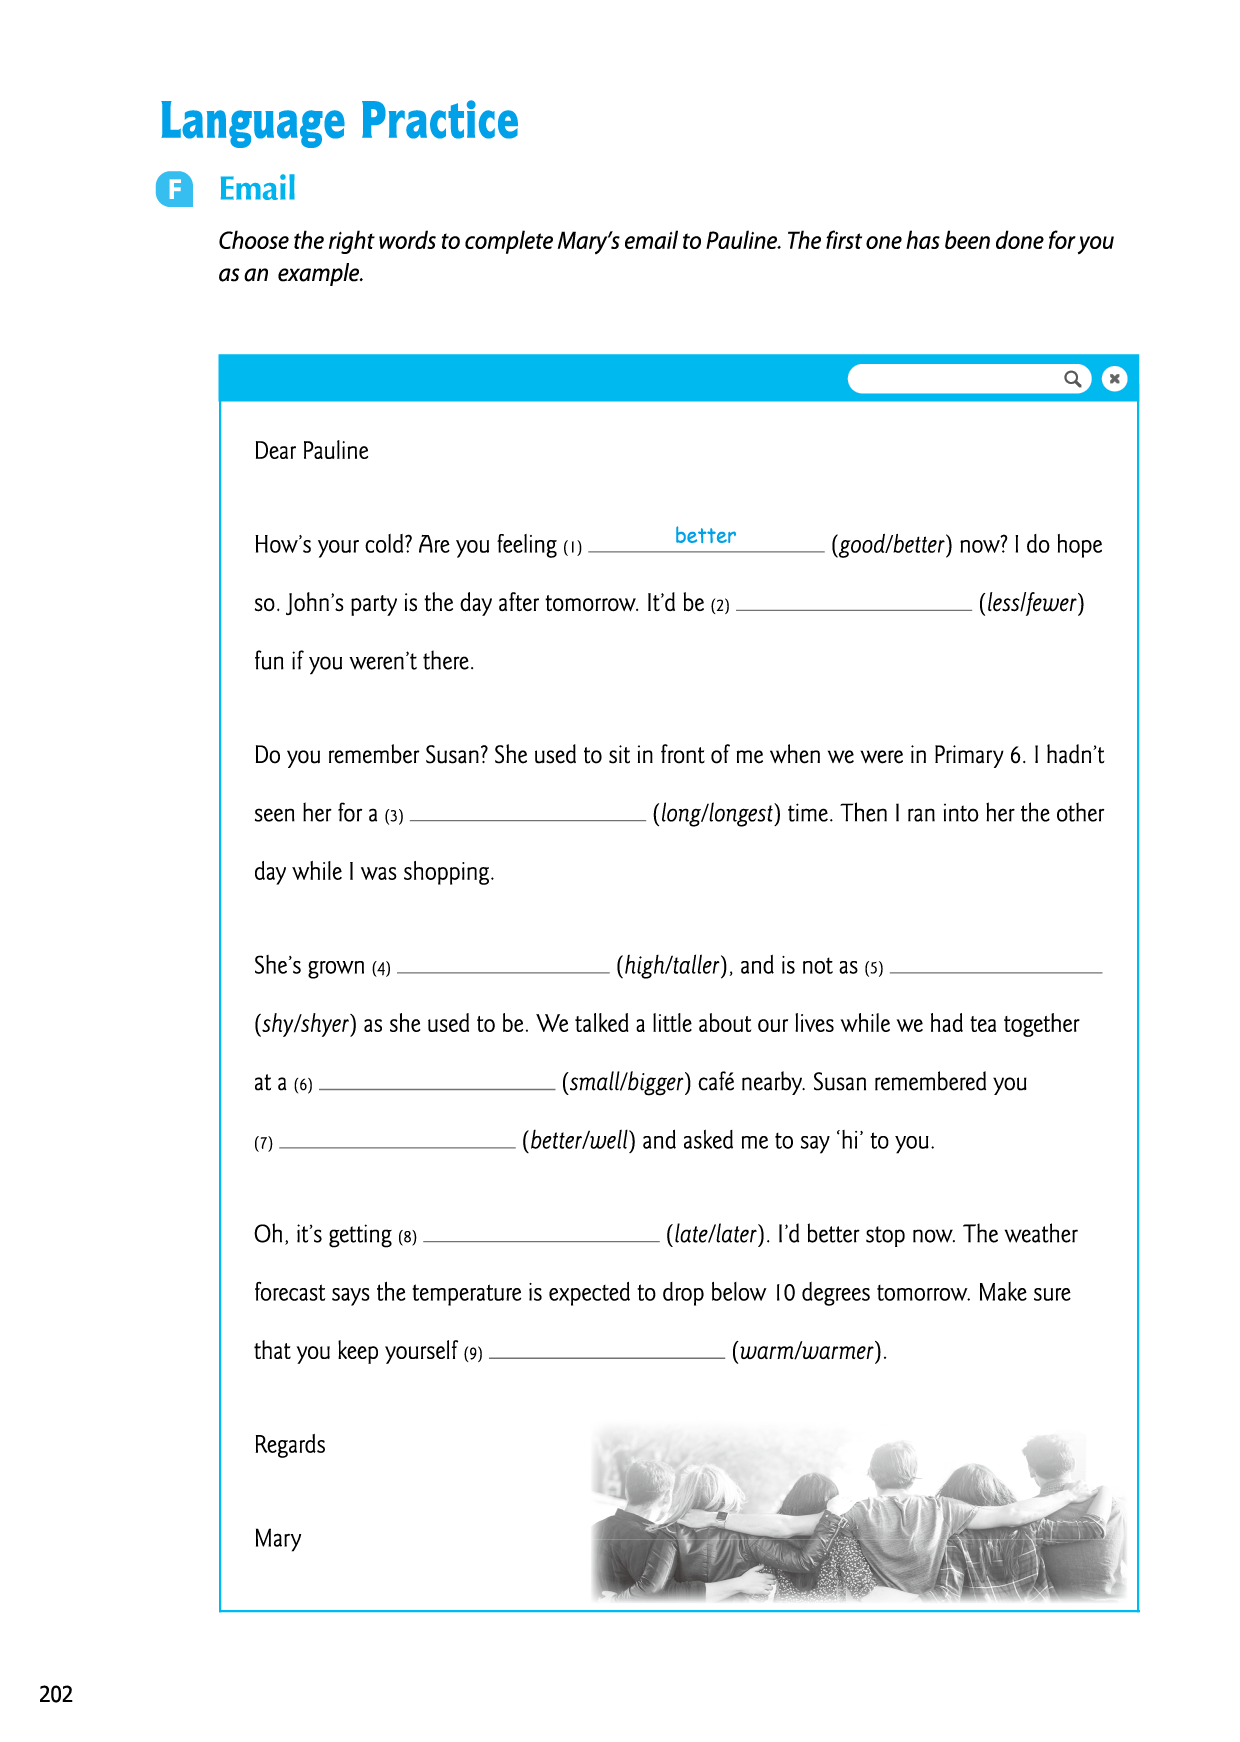 Language Practice
F Email
Choose the right words to complete Mary's email to Pauline. The first one has been done for you
as an example.
Dear Pauline
How's your cold? Are you feeling (1) better (good/better) now? I do hope
so. John's party is the day after tomorrow. It'd be (2) (less/fewer)
fun if you weren't there.
Do you remember Susan? She used to sit in front of me when we were in Primary 6. I hadn't
seen her for a (3) (long/longest) time. Then I ran into her the other
day while I was shopping.
She's grown (4) (high/taller), and is not as (5)
(shy/shyer) as she used to be. We talked a little about our lives while we had tea together
at a (6) (small/bigger) café nearby. Susan remembered you
(7) (better/well) and asked me to say 'hi' to you.
Oh, it's getting (8) (late/later). I'd better stop now. The weather
forecast says the temperature is expected to drop below 10 degrees tomorrow. Make sure
that you keep yourself (9) (warm/warmer).
Regards
Mary
202